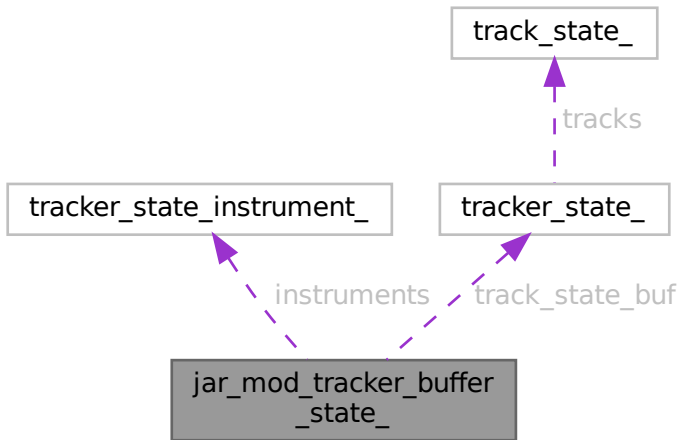 track_state_
tracks
tracker_state_instrument_
tracker_state_
instruments
track_state_buf
jar_mod_tracker_buffer
_state_